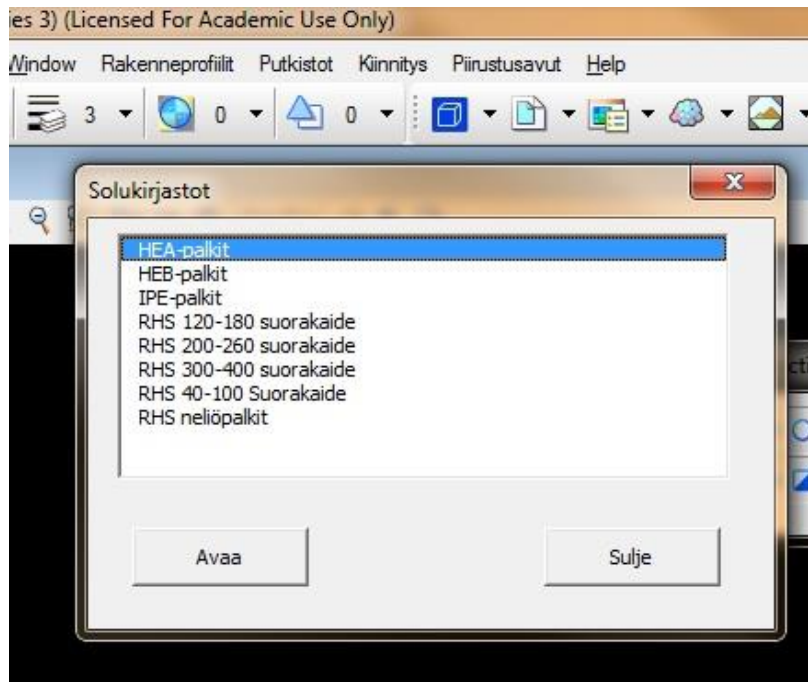 ies 3) (Licensed For Academic Use Only)
Window Rakenneprofiilit Putkistot Kiinnitys Piirustusavut Help
3 0 0
Solukirjastot
HEA-palkit
HEB-palkit
IPE-palkit
RHS 120-180 suorakaide
RHS 200-260 suorakaide
RHS 300-400 suorakaide
RHS 40-100 Suorakaide
RHS neliöpalkit
Avaa Sulje